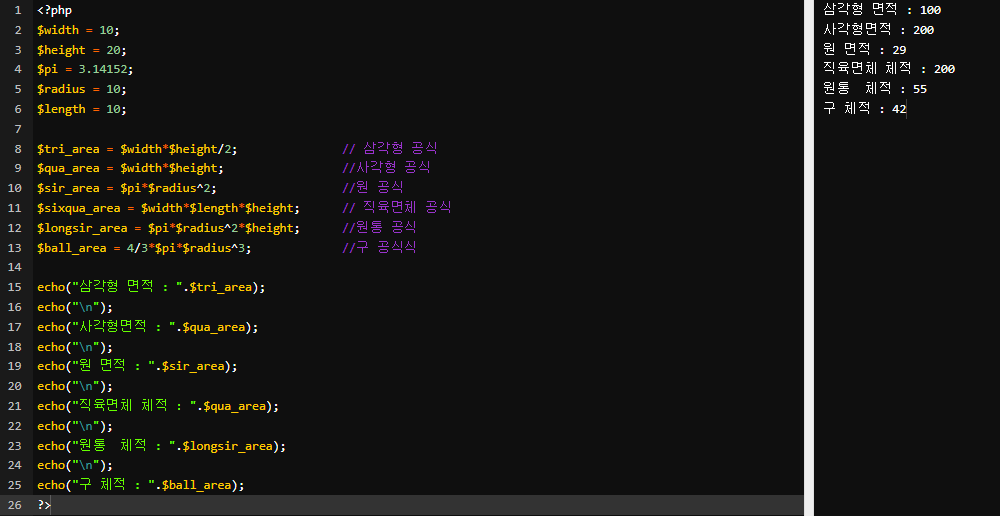 1 <?php
2 $width = 10;
3 $height = 20;
4 $pi = 3.14152;
5 $radius = 10;
6 $length = 10;
7
8 $tri_area = $width*$height/2; // 삼각형 공식
9 $qua_area = $width*$height; //사각형 공식
10 $sir_area = $pi*$radius^2; //원 공식
11 $sixqua_area = $width*$length*$height; // 직육면체 공식
12 $longsir_area = $pi*$radius^2*$height; //원통 공식
13 $ball_area = 4/3*$pi*$radius^3; //구 공식식
14
15 echo("삼각형 면적 : ".$tri_area);
16 echo("\n");
17 echo("사각형면적 : ".$qua_area);
18 echo("\n");
19 echo("원 면적 : ".$sir_area);
20 echo("\n");
21 echo("직육면체 체적 : ".$qua_area);
22 echo("\n");
23 echo("원통  체적 : ".$longsir_area);
24 echo("\n");
25 echo("구 체적 : ".$ball_area);
26 ?>
삼각형 면적 : 100
사각형면적 : 200
원 면적 : 29
직육면체 체적 : 200
원통  체적 : 55
구 체적 : 42